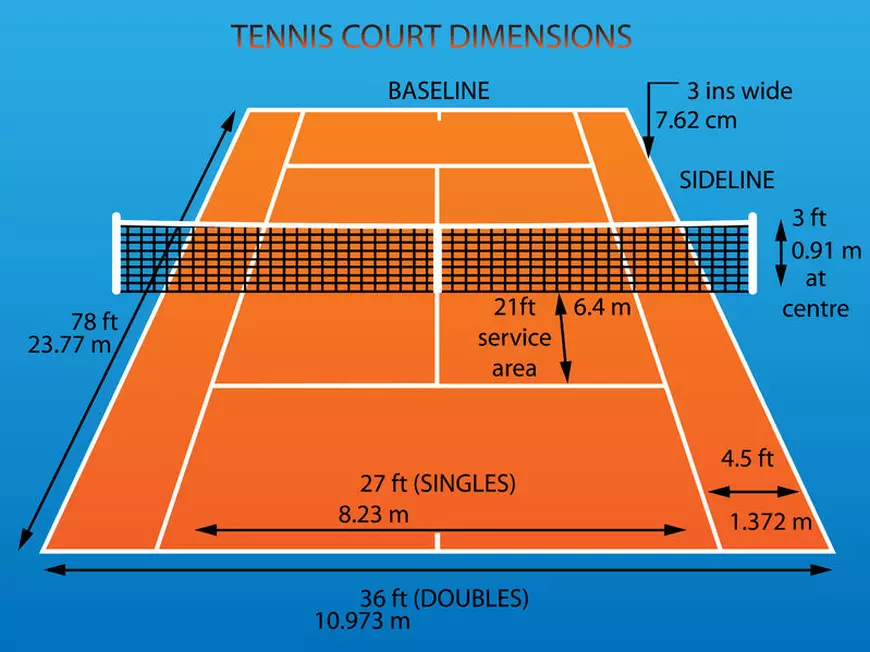 TENNIS COURT DIMENSIONS
BASELINE
3 ins wide
7.62 cm
SIDELINE
3 ft
0.91 m
at
centre
78 ft
23.77 m
21ft 6.4 m
service
area
27 ft (SINGLES)
8.23 m
4.5 ft
1.372 m
36 ft (DOUBLES)
10.973 m